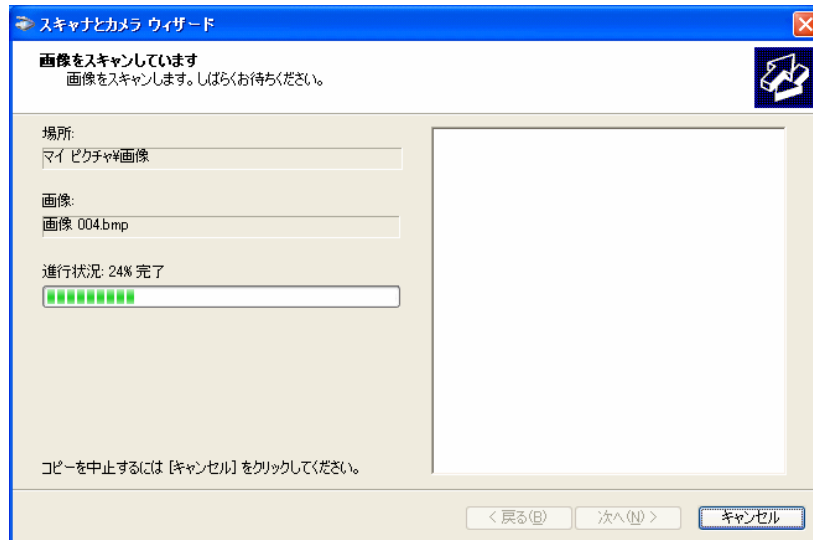 スキャナとカメラ ウィザード
画像をスキャンしています
画像をスキャンします。しばらくお待ちください。
場所:
マイ ピクチャ¥画像
画像:
画像 004.bmp
進行状況: 24% 完了
コピーを中止するには [キャンセル] をクリックしてください。
< 戻る(B)
次へ(N) >
キャンセル